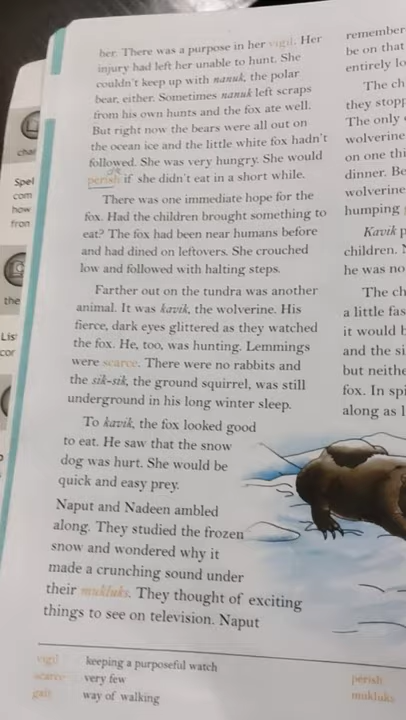 her. There was a purpose in her vigil. Her
injury had left her unable to hunt. She
couldn't keep up with nanuk, the polar
bear, either. Sometimes nanuk left scraps
from his own hunts and the fox ate well.
But right now the bears were all out on
the ocean ice and the little white fox hadn't
followed. She was very hungry. She would
perish if she didn't eat in a short while.
There was one immediate hope for the
fox. Had the children brought something to
eat? The fox had been near humans before
and had dined on leftovers. She crouched
low and followed with halting steps.
Farther out on the tundra was another
animal. It was kavik, the wolverine. His
fierce, dark eyes glittered as they watched
the fox. He, too, was hunting. Lemmings
were scarce. There were no rabbits and
the sik-sik, the ground squirrel, was still
underground in his long winter sleep.
To kavik, the fox looked good
to eat. He saw that the snow
dog was hurt. She would be
quick and easy prey.
Naput and Nadeen ambled
along. They studied the frozen
snow and wondered why it
made a crunching sound under
their mukluks. They thought of exciting
things to see on television. Naput
vigil keeping a purposeful watch
scarce very few
gait way of walking
remember
be on that
entirely lo
The ch
they stopp
The only
wolverine
on one thi
dinner. Be
wolverine
humping
Kavik p
children.
he was no
The ch
a little fas
it would b
and the si
but neithe
fox. In spi
along as l
perish
mukluks
char
Spel
com
how
fron
the
Lis
cor